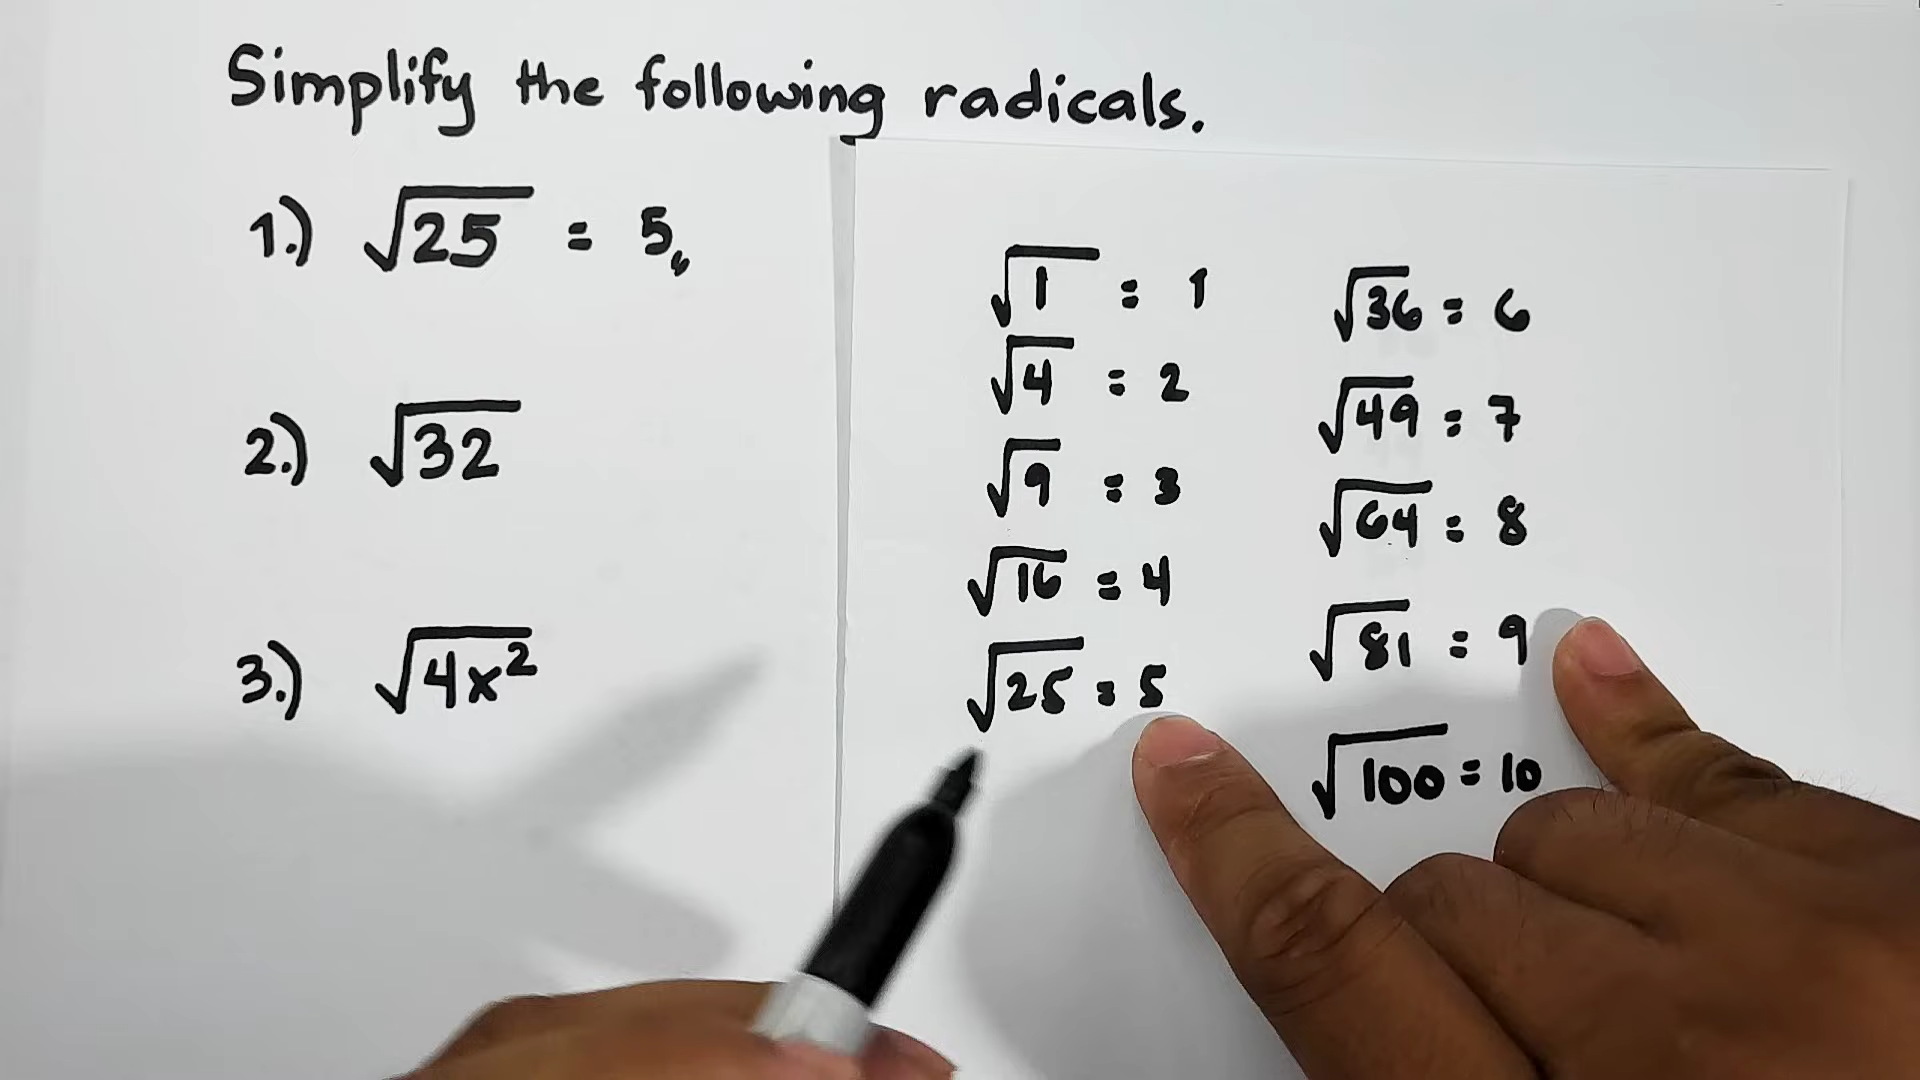 Simplify the following radicals.
1.) √25 = 5
2.) √32
3.) √4x²
√1 = 1
√4 = 2
√9 = 3
√16 = 4
√25 = 5
√36 = 6
√49 = 7
√64 = 8
√81 = 9
√100 = 10